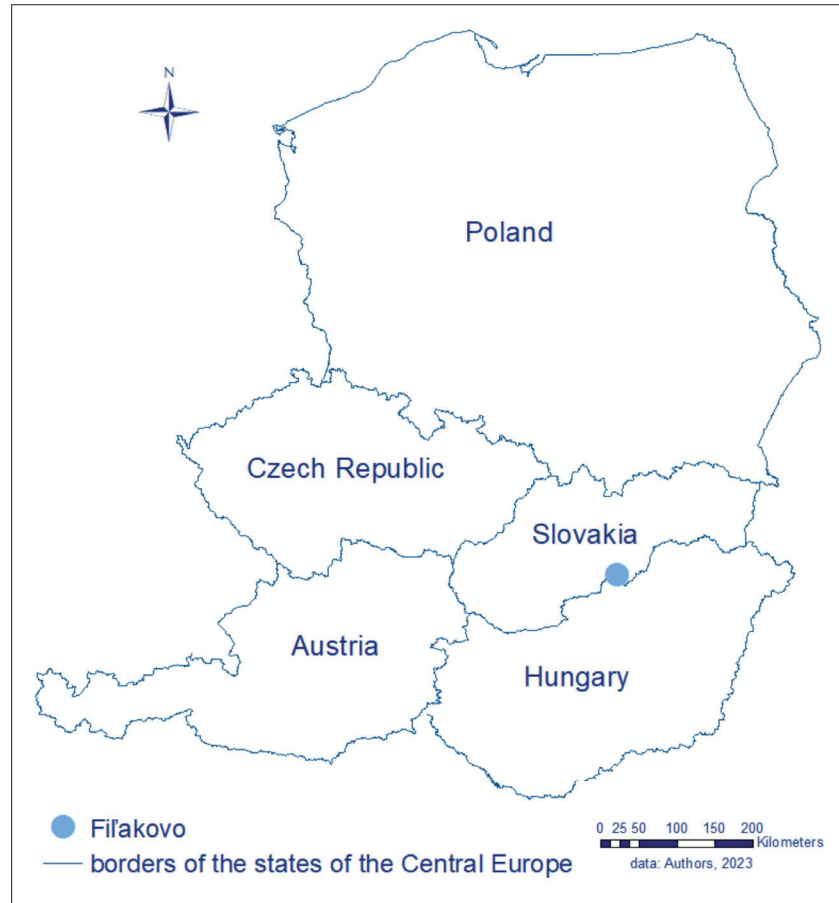 N
Poland
Czech Republic
Slovakia
Austria
Hungary
Fiľakovo
borders of the states of the Central Europe
0 25 50 100 150 200
Kilometers
data: Authors, 2023